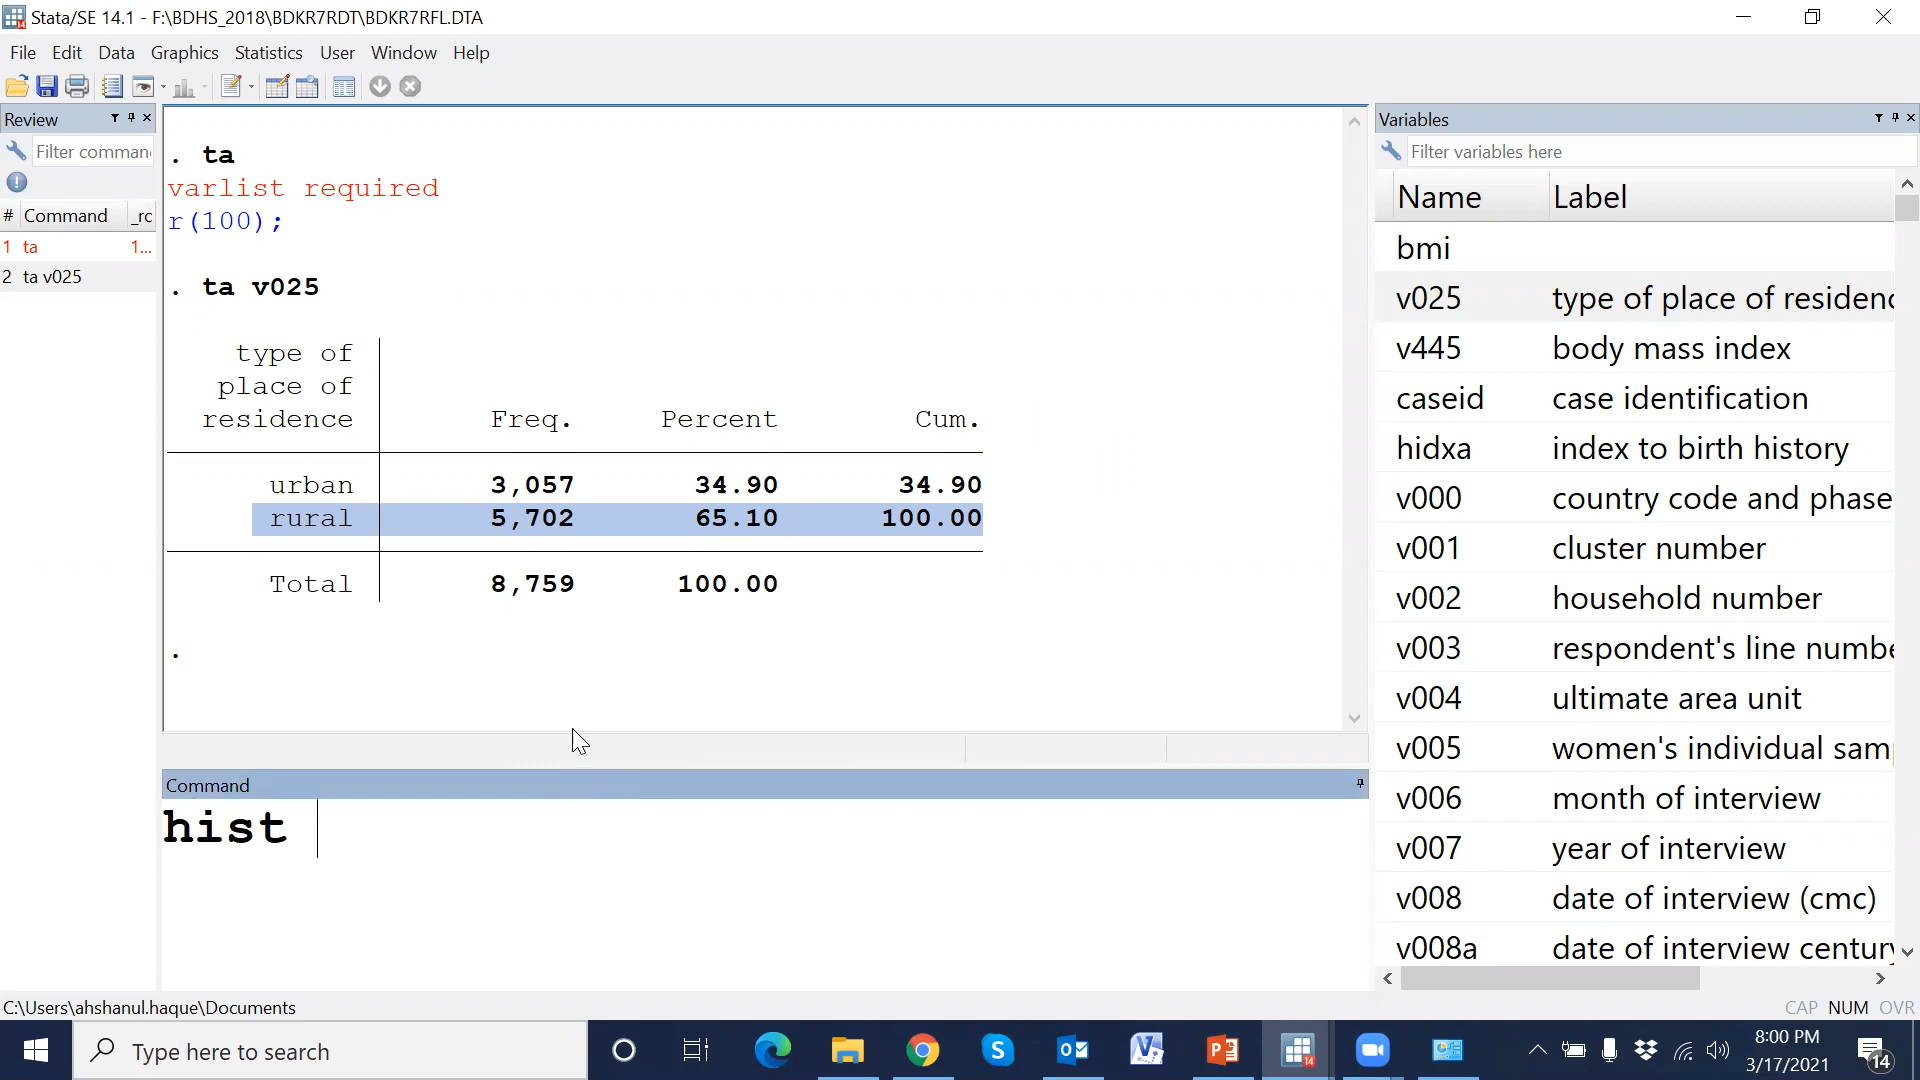 Stata/SE 14.1 - F:\BDHS_2018\BDKR7RDT\BDKR7RFL.DTA
File Edit Data Graphics Statistics User Window Help
Review
Filter comman
# Command _rc
1 ta 1...
2 ta v025
. ta
varlist required
r(100);
. ta v025
type of
place of
residence Freq. Percent Cum.
urban 3,057 34.90 34.90
rural 5,702 65.10 100.00
Total 8,759 100.00
.
Command
hist
Variables
Filter variables here
Name Label
bmi
v025 type of place of residenc
v445 body mass index
caseid case identification
hidxa index to birth history
v000 country code and phase
v001 cluster number
v002 household number
v003 respondent's line numbe
v004 ultimate area unit
v005 women's individual sam
v006 month of interview
v007 year of interview
v008 date of interview (cmc)
v008a date of interview century
C:\Users\ahshanul.haque\Documents
CAP NUM OVR
Type here to search
8:00 PM
3/17/2021
14